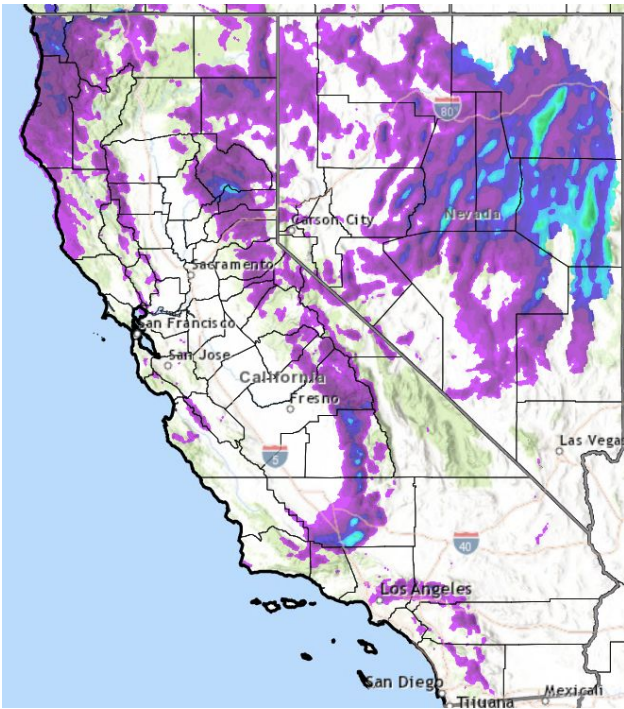 80
Nevada
Carson City
Sacramento
San Francisco
San Jose
California
Fresno
5
Las Vegas
40
Los Angeles
San Diego
Mexicali
Tijuana